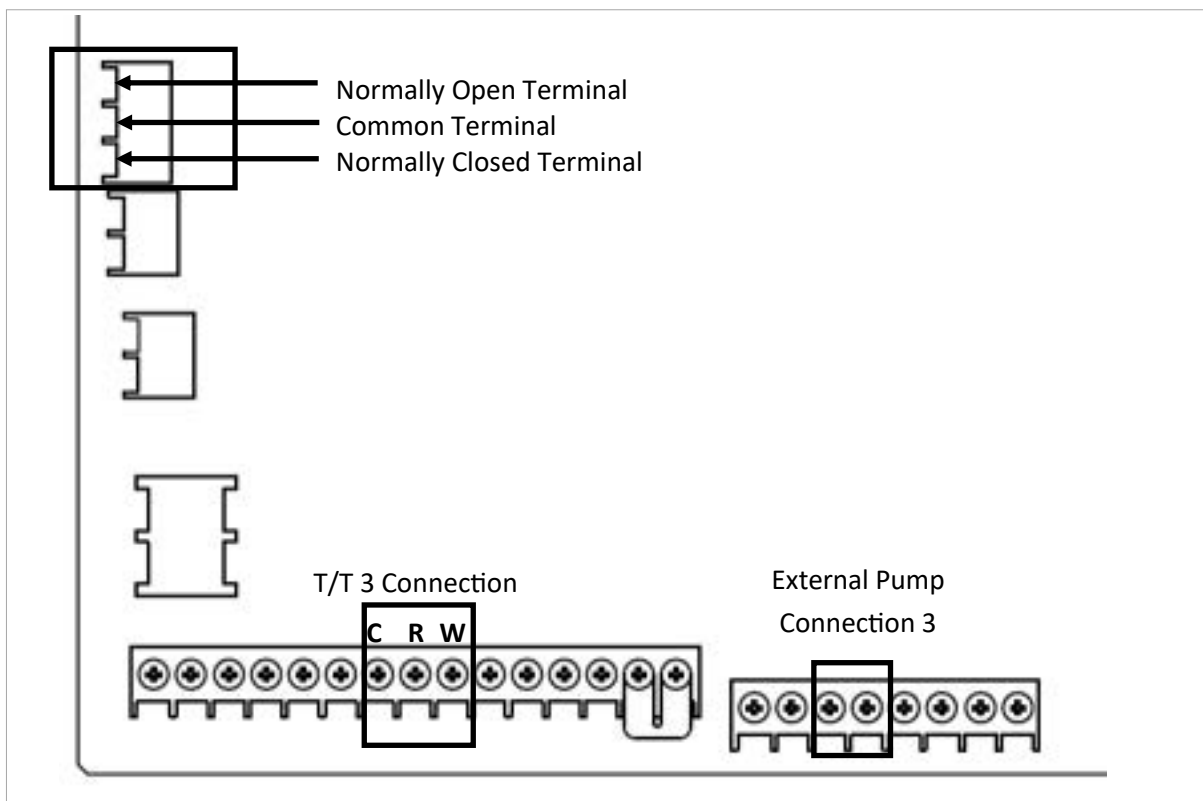 Normally Open Terminal
Common Terminal
Normally Closed Terminal
T/T 3 Connection
C R W
External Pump
Connection 3